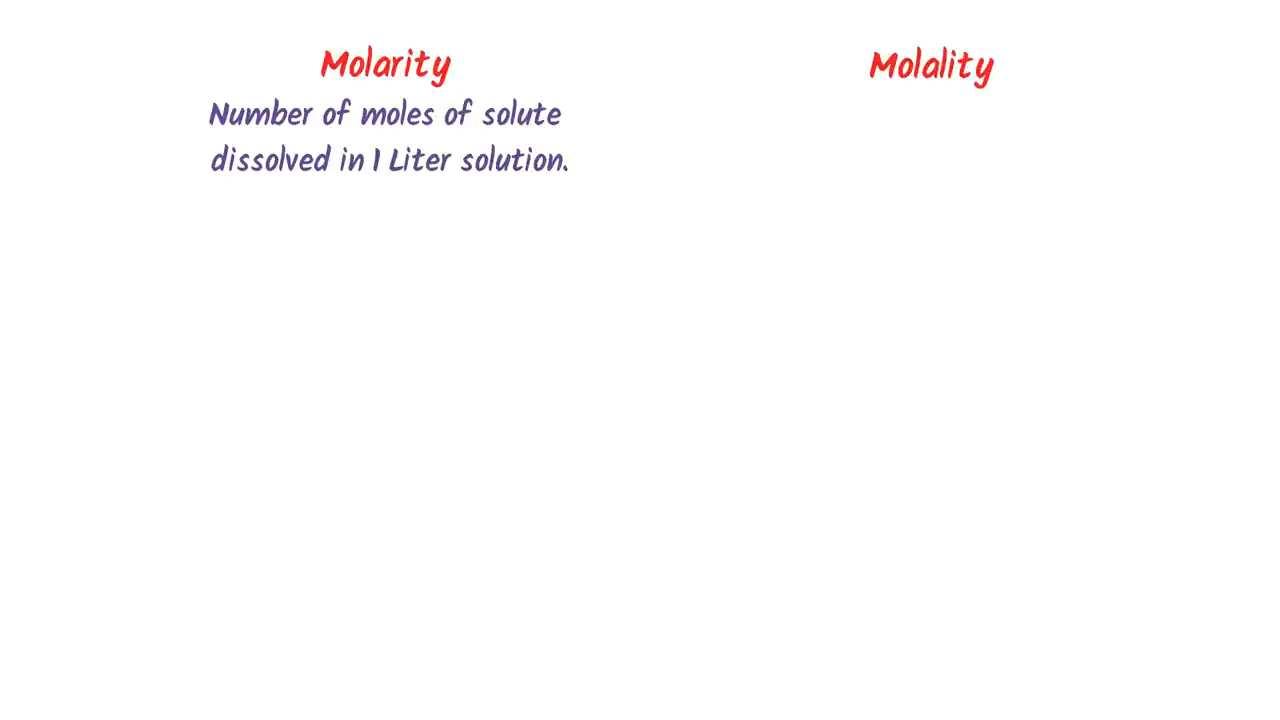 Molarity
Number of moles of solute
dissolved in 1 Liter solution.
Molality